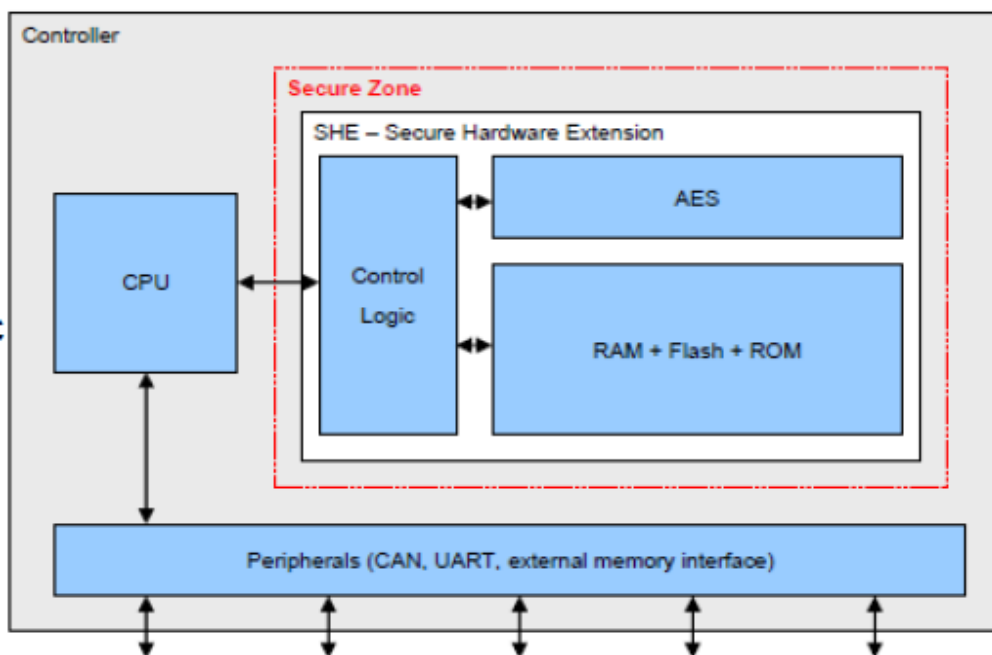 Controller
Secure Zone
SHE – Secure Hardware Extension
AES
CPU
Control
Logic
RAM + Flash + ROM
Peripherals (CAN, UART, external memory interface)